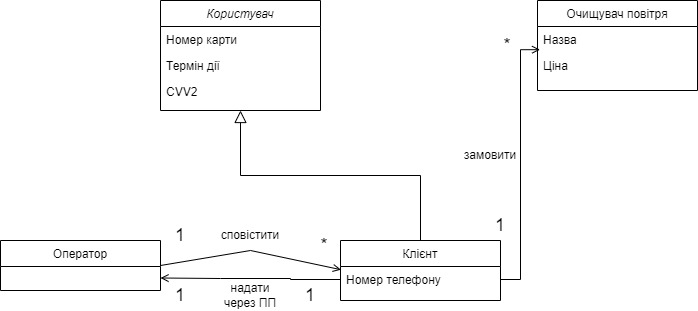 Користувач
Номер карти
Термін дії
CVV2
Очищувач повітря
Назва
Ціна
*
замовити
1
1
сповістити
*
Оператор
Клієнт
Номер телефону
1
надати
через ПП
1